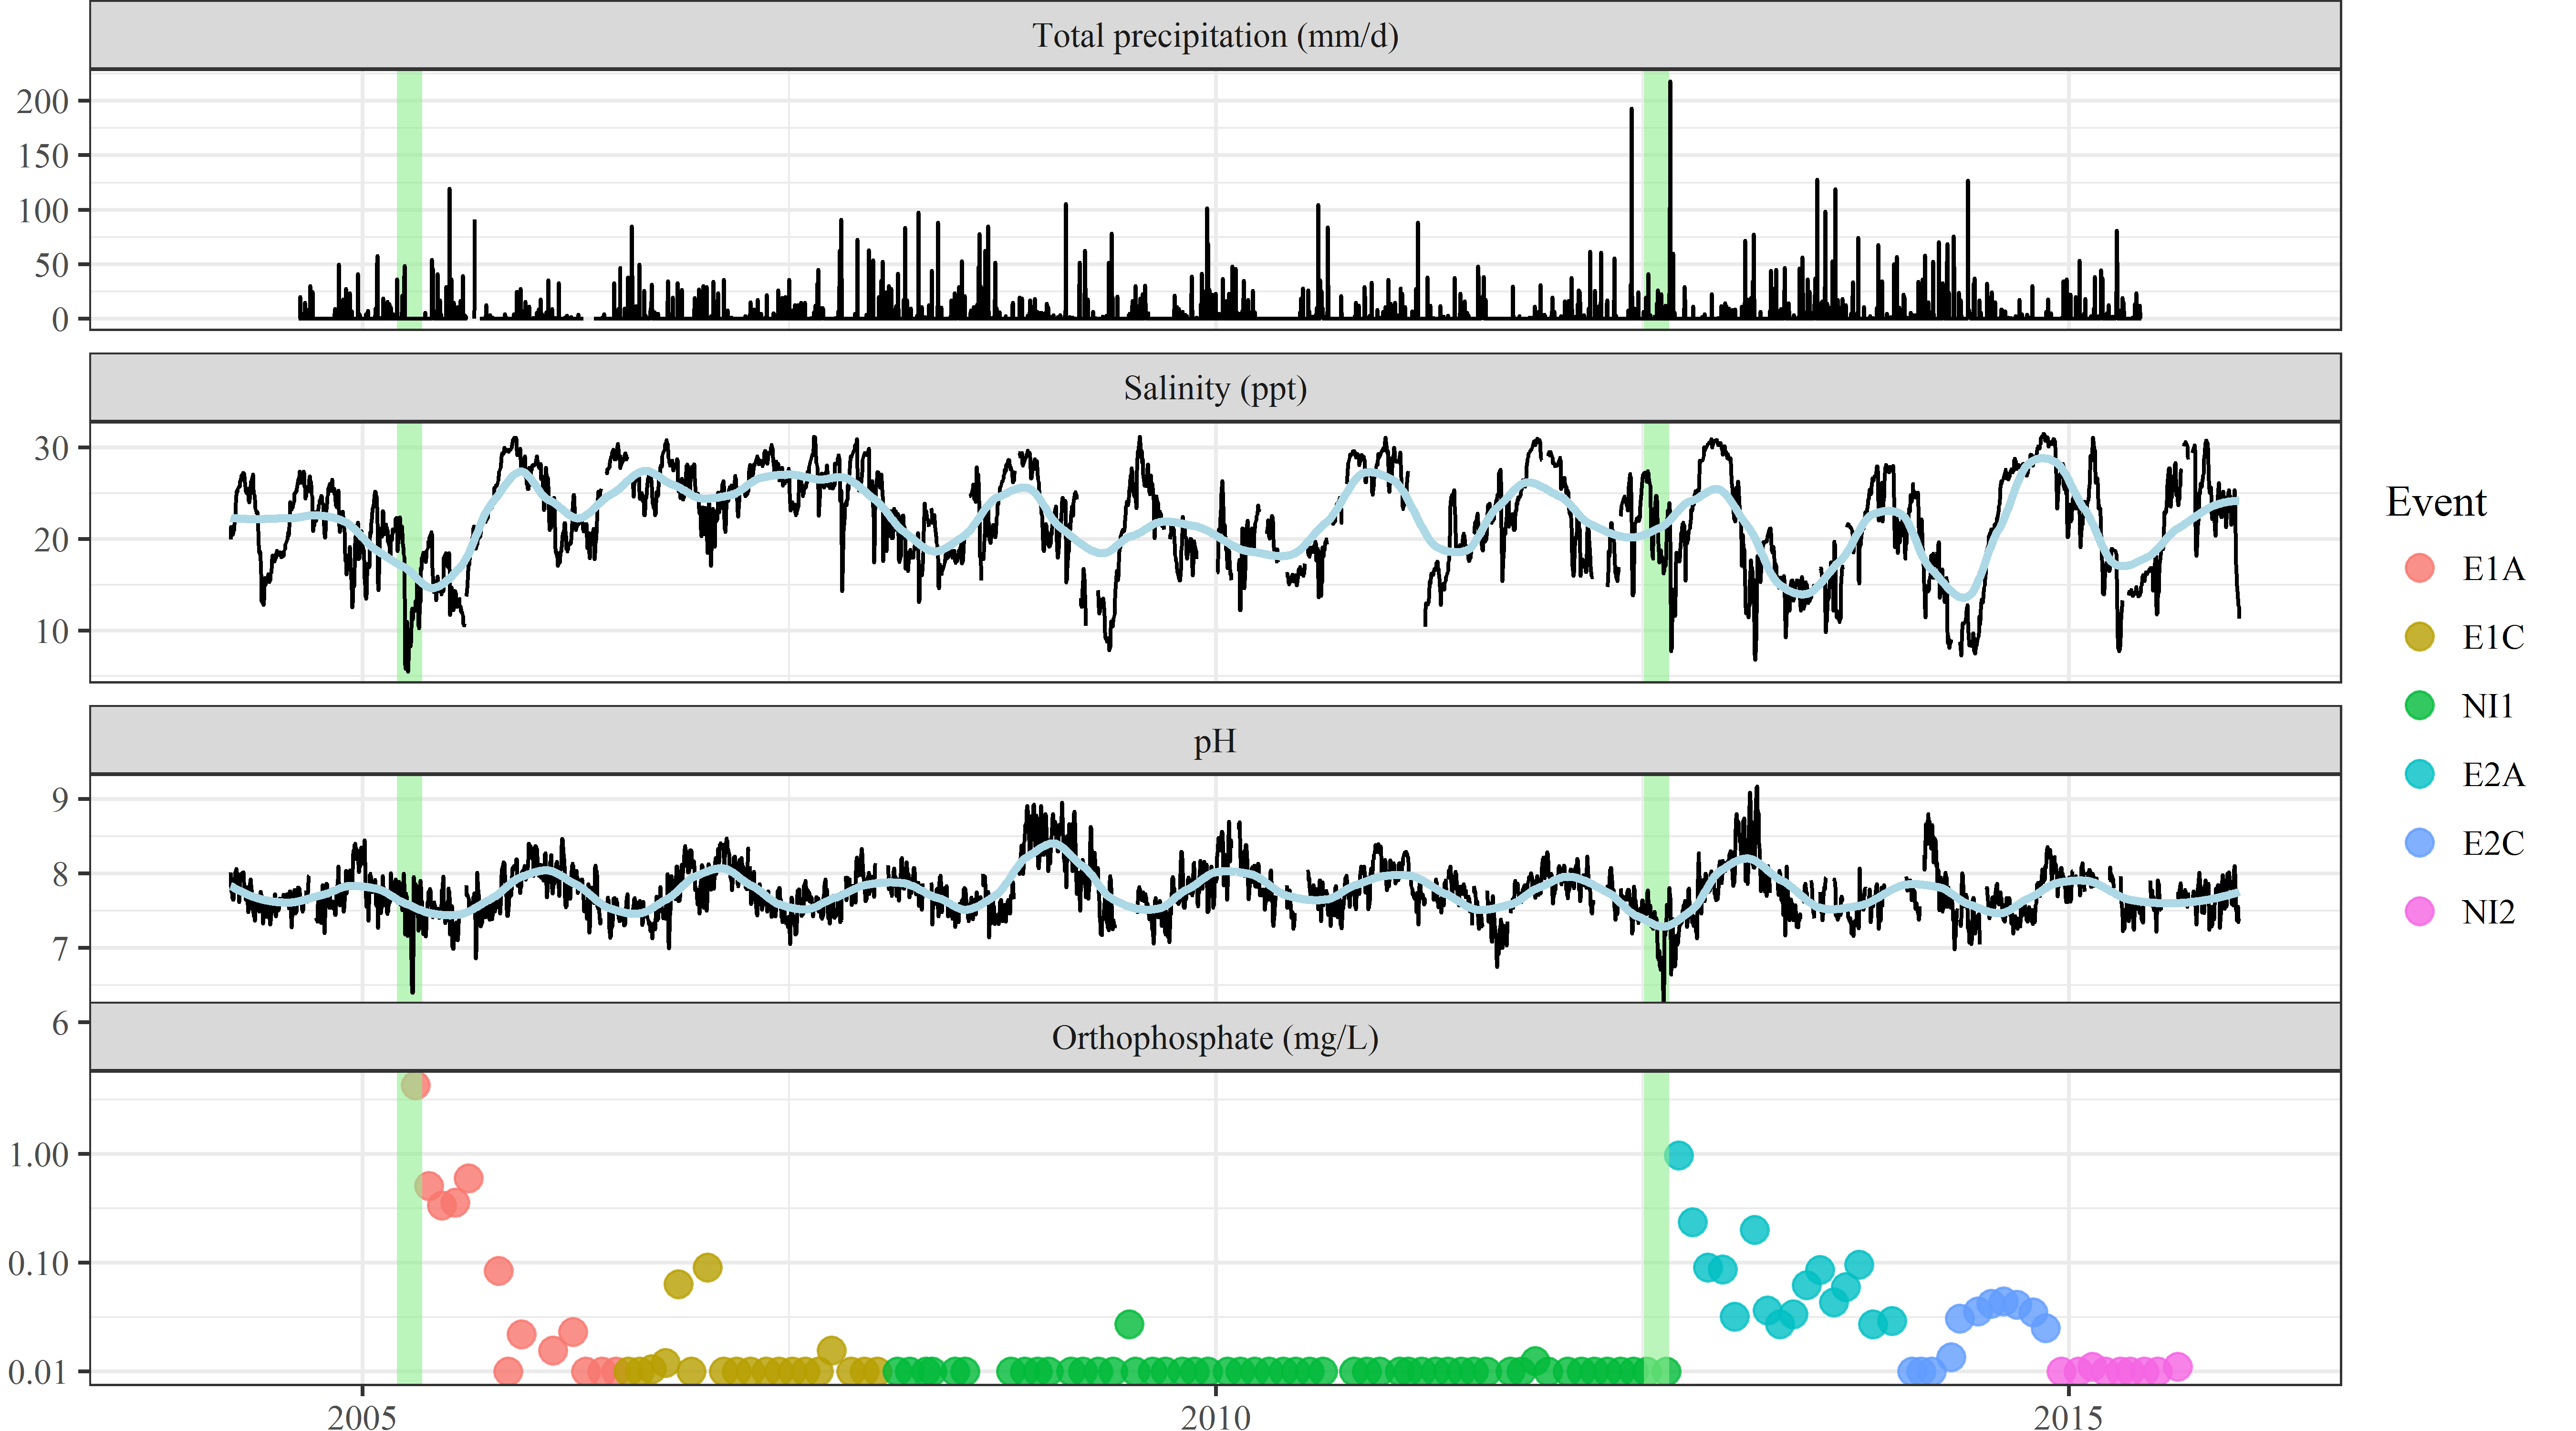 Total precipitation (mm/d)
200
150
100
50
0
Salinity (ppt)
30
20
10
pH
9
8
7
6
Orthophosphate (mg/L)
1.00
0.10
0.01
2005 2010 2015
Event
E1A
E1C
NI1
E2A
E2C
NI2